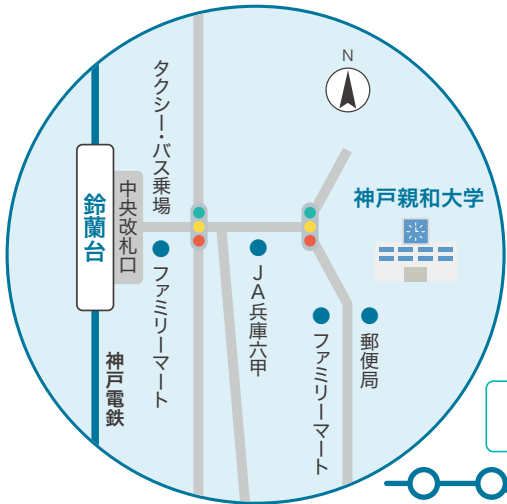 N
タクシー・バス乗場
神戸親和大学
鈴蘭台
中央改札口
ファミリーマート
JA兵庫六甲
ファミリーマート
郵便局
神戸電鉄